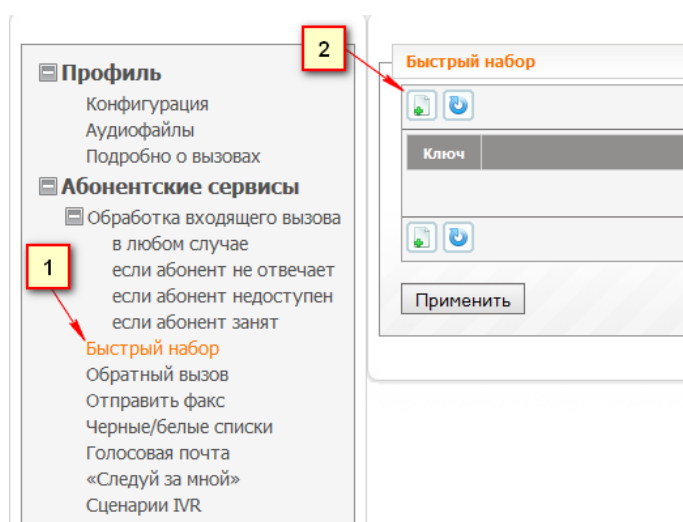 1
2
Профиль
Конфигурация
Аудиофайлы
Подробно о вызовах
Абонентские сервисы
Обработка входящего вызова
в любом случае
если абонент не отвечает
если абонент недоступен
если абонент занят
Быстрый набор
Обратный вызов
Отправить факс
Черные/белые списки
Голосовая почта
«Следуй за мной»
Сценарии IVR
Быстрый набор
Ключ
Применить